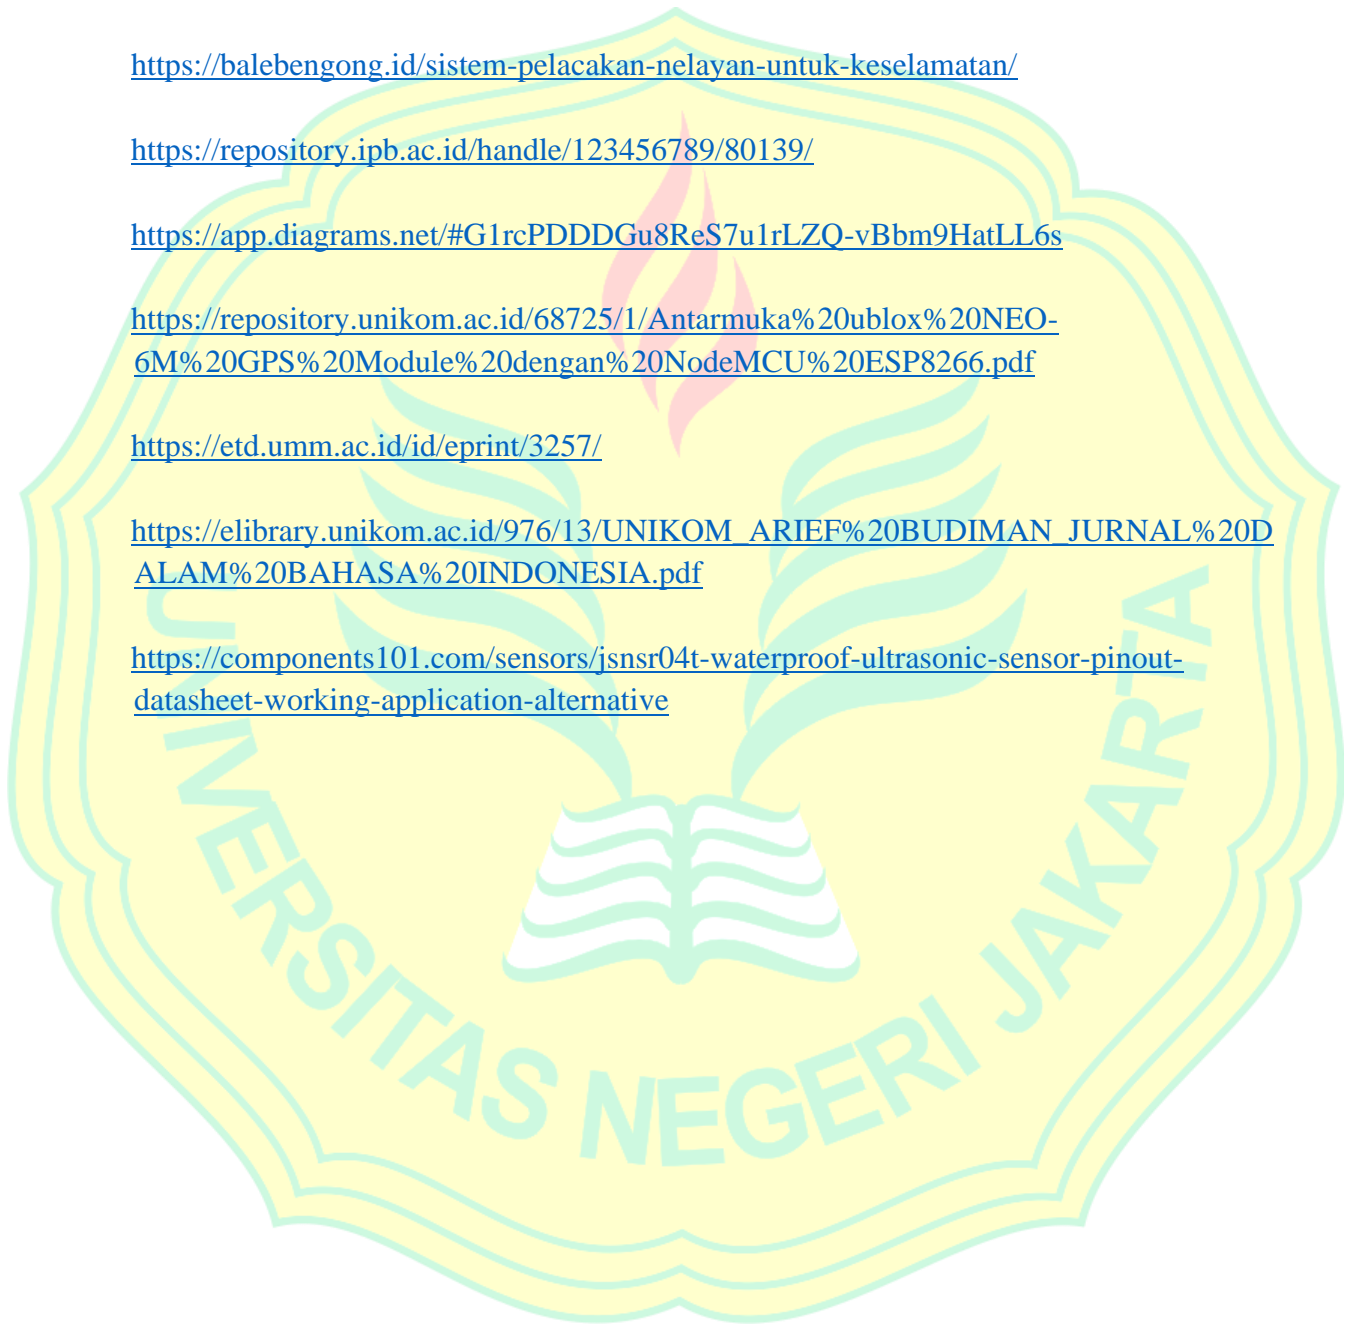 https://balebengong.id/sistem-pelacakan-nelayan-untuk-keselamatan/
https://repository.ipb.ac.id/handle/123456789/80139/
https://app.diagrams.net/#G1rcPDDDGu8ReS7u1rLZQ-vBbm9HatLL6s
https://repository.unikom.ac.id/68725/1/Antarmuka%20ublox%20NEO-
6M%20GPS%20Module%20dengan%20NodeMCU%20ESP8266.pdf
https://etd.umm.ac.id/id/eprint/3257/
https://elibrary.unikom.ac.id/976/13/UNIKOM_ARIEF%20BUDIMAN_JURNAL%20D
ALAM%20BAHASA%20INDONESIA.pdf
https://components101.com/sensors/jsnsr04t-waterproof-ultrasonic-sensor-pinout-
datasheet-working-application-alternative
UNIVERSITAS NEGERI JAKARTA